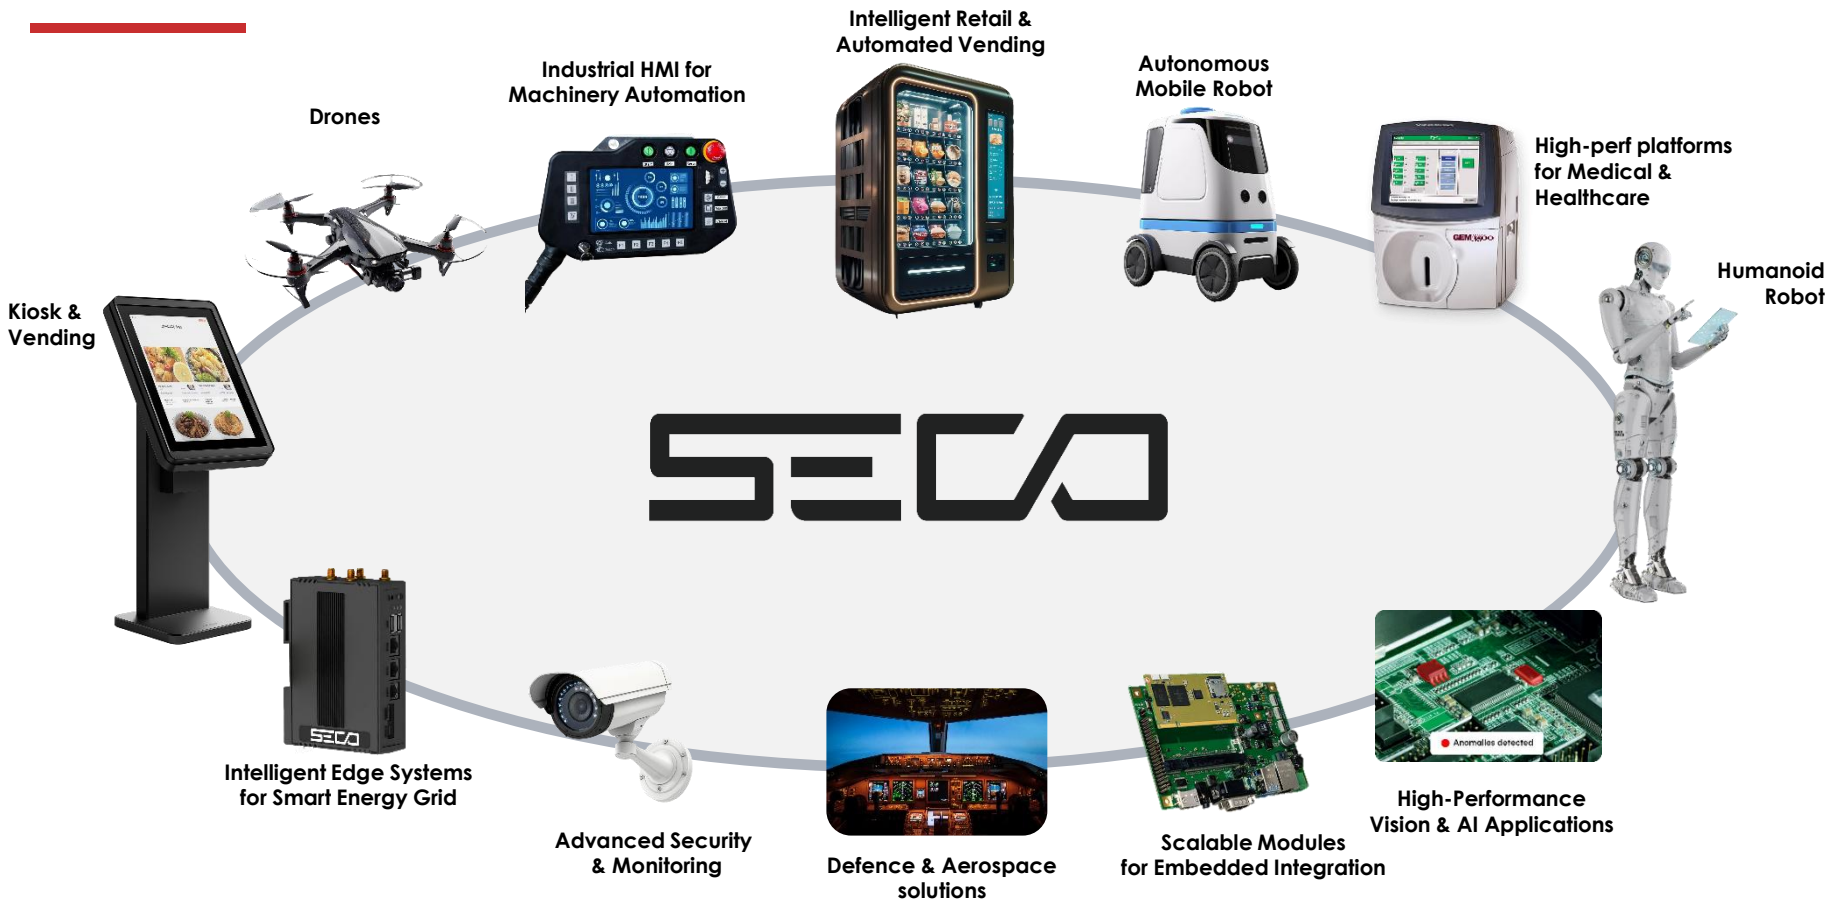 Intelligent Retail &
Automated Vending
Industrial HMI for
Machinery Automation
Autonomous
Mobile Robot
Drones
High-perf platforms
for Medical &
Healthcare
Humanoid
Robot
Kiosk &
Vending
SECO
SECO
Anomalies detected
Intelligent Edge Systems
for Smart Energy Grid
High-Performance
Vision & AI Applications
Advanced Security
& Monitoring
Scalable Modules
for Embedded Integration
Defence & Aerospace
solutions